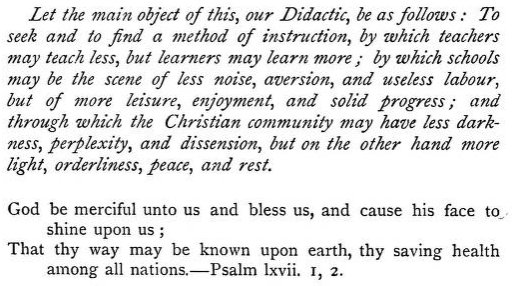 Let the main object of this, our Didactic, be as follows : To
seek and to find a method of instruction, by which teachers
may teach less, but learners may learn more ; by which schools
may be the scene of less noise, aversion, and useless labour,
but of more leisure, enjoyment, and solid progress ; and
through which the Christian community may have less dark-
ness, perplexity, and dissension, but on the other hand more
light, orderliness, peace, and rest.
God be merciful unto us and bless us, and cause his face to
shine upon us ;
That thy way may be known upon earth, thy saving health
among all nations.—Psalm lxvii. 1, 2.